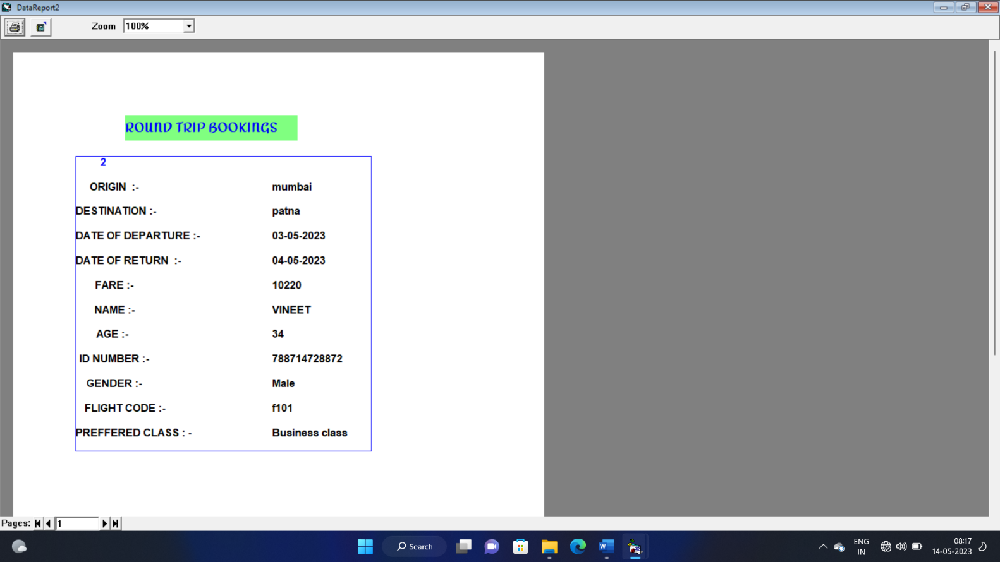 DataReport2
Zoom 100%
ROUND TRIP BOOKINGS
2
ORIGIN :- mumbai
DESTINATION :- patna
DATE OF DEPARTURE :- 03-05-2023
DATE OF RETURN :- 04-05-2023
FARE :- 10220
NAME :- VINEET
AGE :- 34
ID NUMBER :- 788714728872
GENDER :- Male
FLIGHT CODE :- f101
PREFFERED CLASS : - Business class
Pages: 1
Search
W
ENG
IN
08:17
14-05-2023